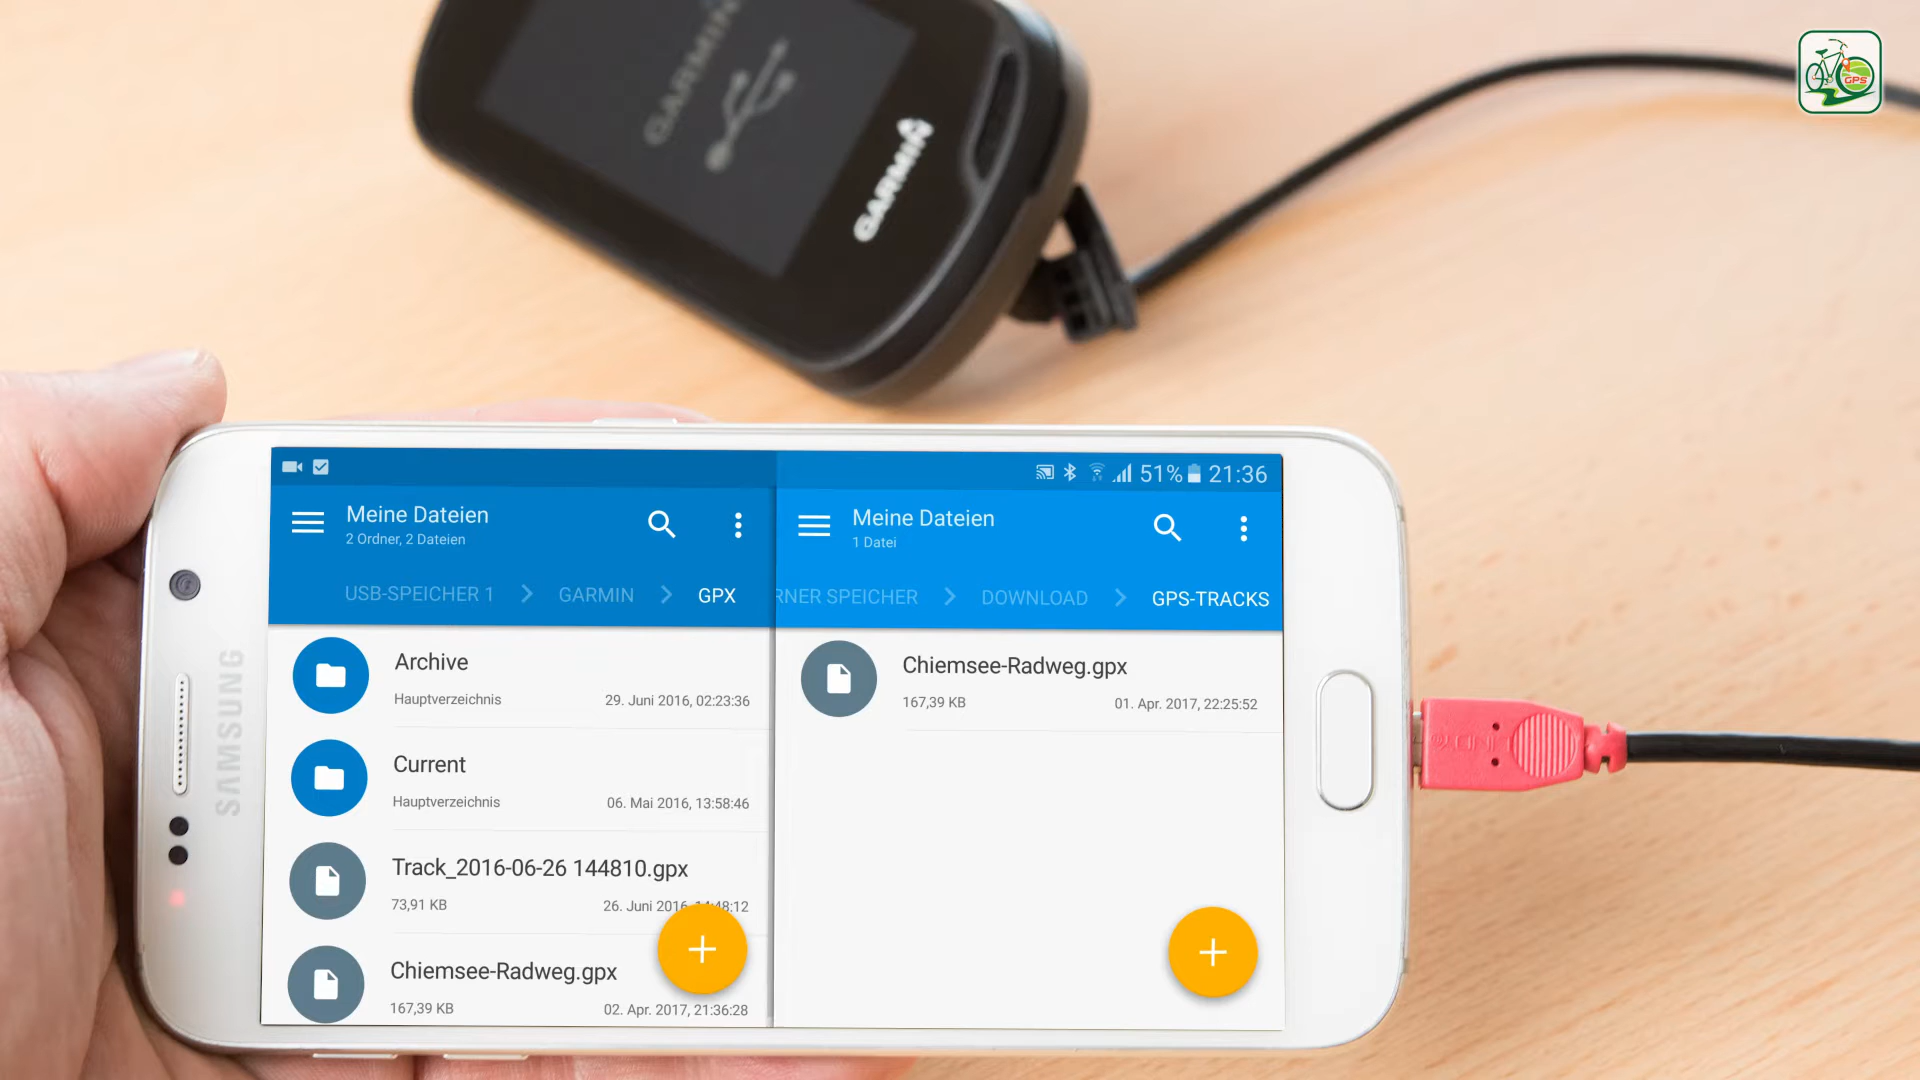 GARMIN
GARMIN
GPS
SAMSUNG
51% 21:36
Meine Dateien
2 Ordner, 2 Dateien
USB-SPEICHER 1 > GARMIN > GPX
Archive
Hauptverzeichnis 29. Juni 2016, 02:23:36
Current
Hauptverzeichnis 06. Mai 2016, 13:58:46
Track_2016-06-26 144810.gpx
73,91 KB 26. Juni 2016, 14:48:12
Chiemsee-Radweg.gpx
167,39 KB 02. Apr. 2017, 21:36:28
Meine Dateien
1 Datei
RNER SPEICHER > DOWNLOAD > GPS-TRACKS
Chiemsee-Radweg.gpx
167,39 KB 01. Apr. 2017, 22:25:52